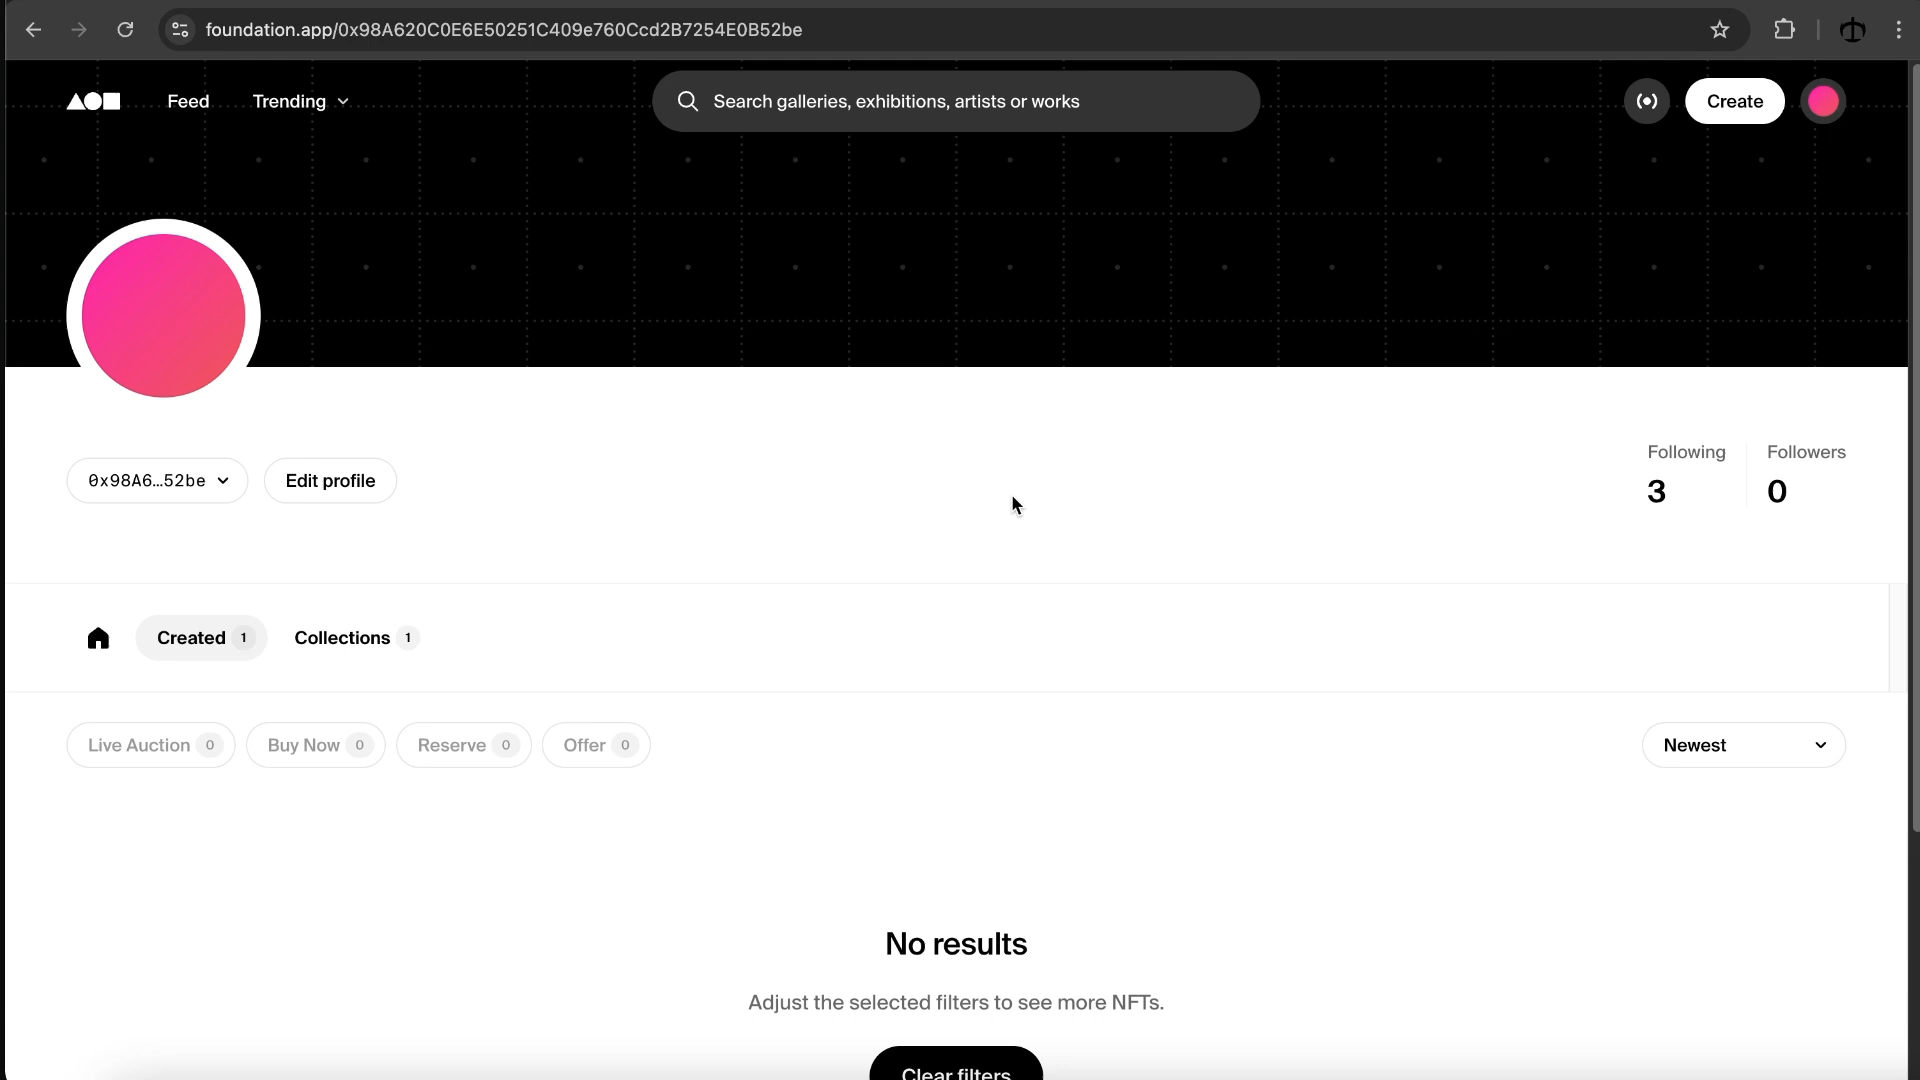 foundation.app/0x98A620C0E6E50251C409e760Ccd2B7254E0B52be
Feed
Trending
Search galleries, exhibitions, artists or works
Create
0x98A6…52be
Edit profile
Following
Followers
3
0
Created 1
Collections 1
Live Auction 0
Buy Now 0
Reserve 0
Offer 0
Newest
No results
Adjust the selected filters to see more NFTs.
Clear filters